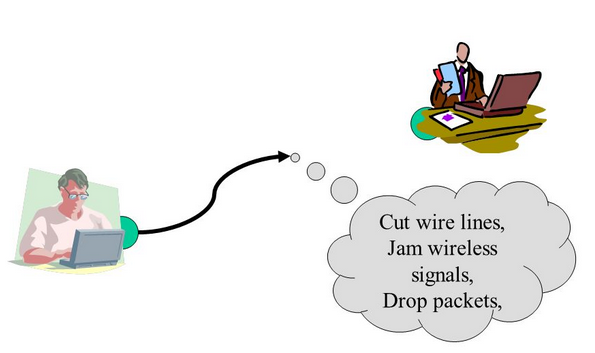 Cut wire lines,
Jam wireless
signals,
Drop packets,